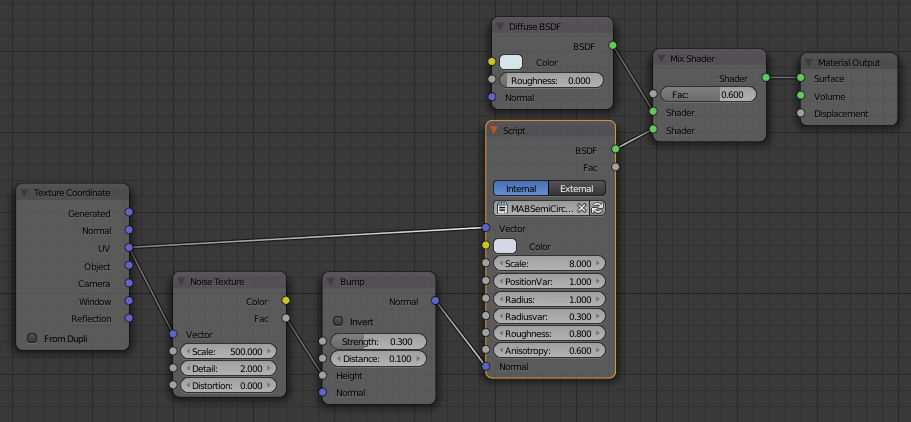 Diffuse BSDF
BSDF
Color
Roughness: 0.000
Normal
Mix Shader
Shader
Fac: 0.600
Shader
Shader
Material Output
Surface
Volume
Displacement
Script
BSDF
Fac
Internal External
MABSemiCirc...
Vector
Color
Scale: 8.000
PositionVar: 1.000
Radius: 1.000
Radiusvar: 0.300
Roughness: 0.800
Anisotropy: 0.600
Normal
Texture Coordinate
Generated
Normal
UV
Object
Camera
Window
Reflection
From Dupli
Noise Texture
Color
Fac
Vector
Scale: 500.000
Detail: 2.000
Distortion: 0.000
Bump
Normal
Invert
Strength: 0.300
Distance: 0.100
Height
Normal